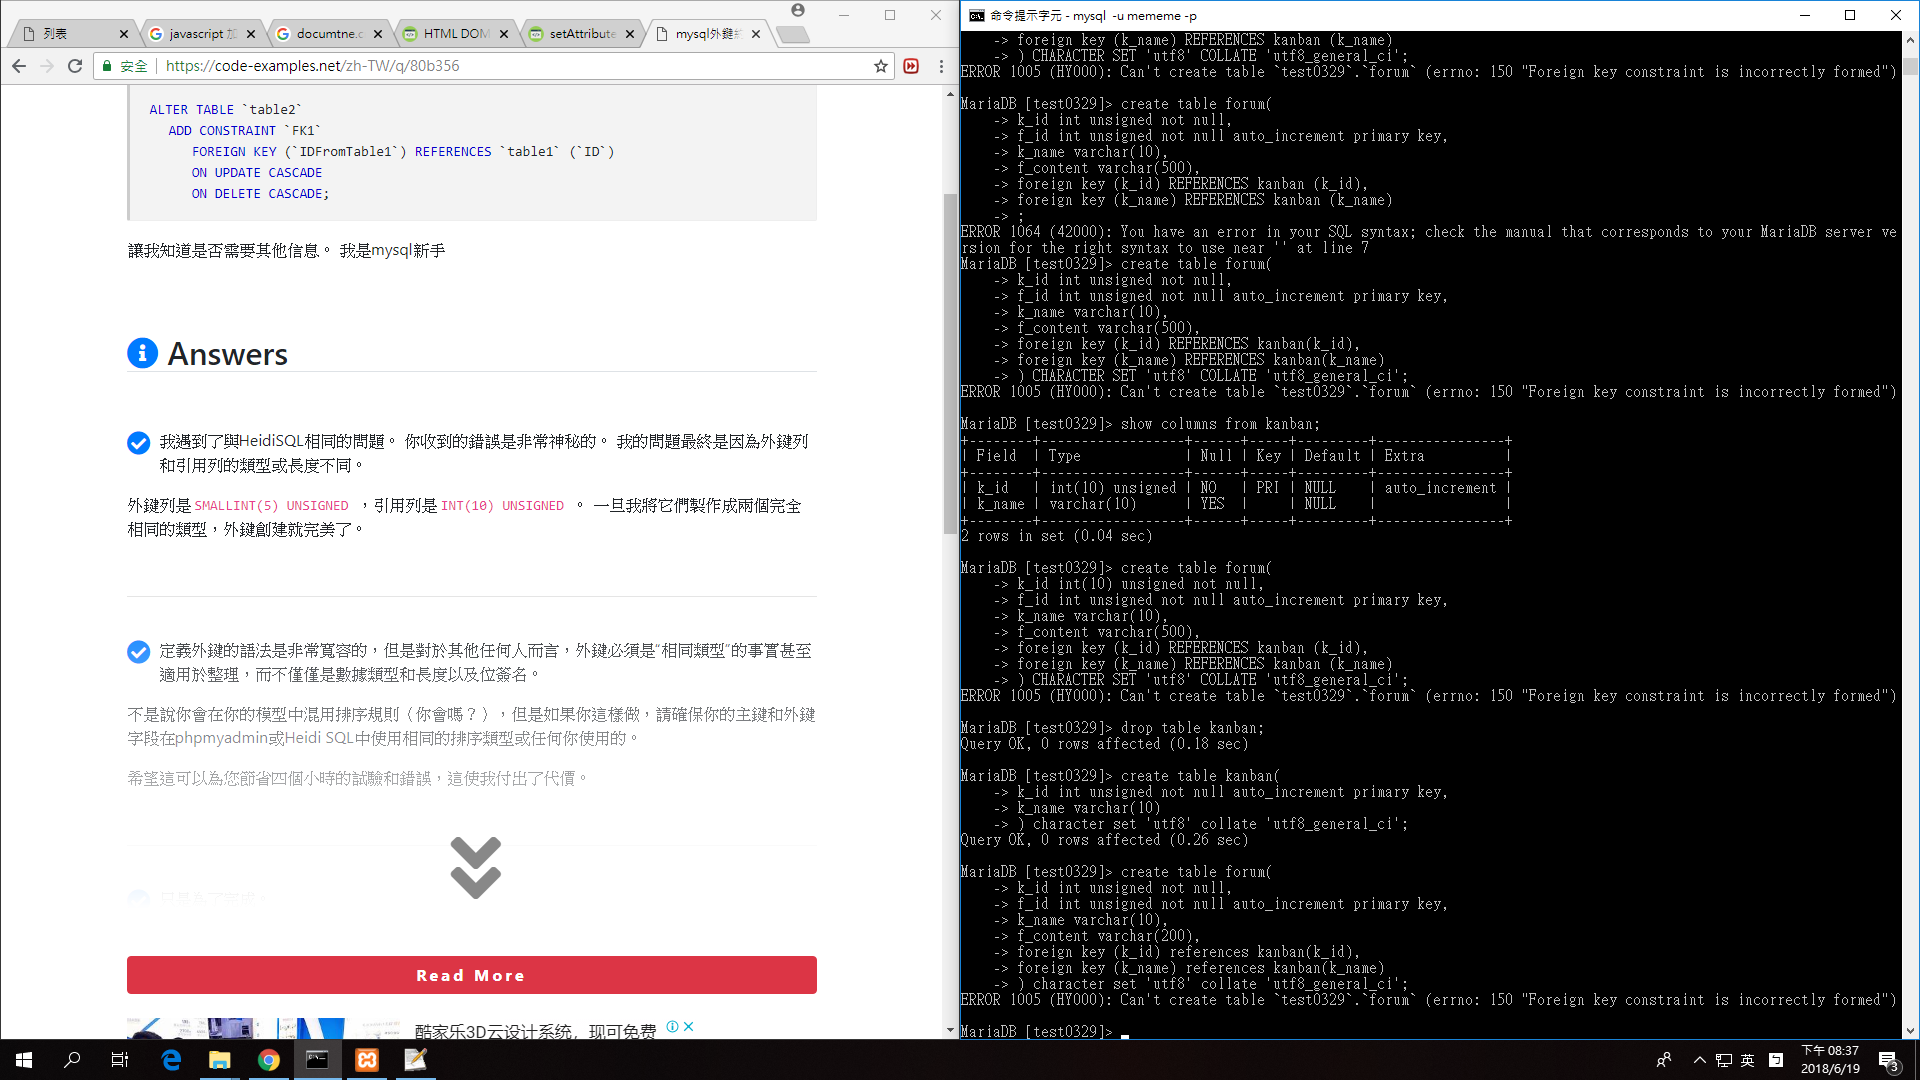 列表
javascript 加
documtne.c
HTML DOM
setAttribute
mysql外鍵約
安全
https://code-examples.net/zh-TW/q/80b356
ALTER TABLE `table2`
ADD CONSTRAINT `FK1`
FOREIGN KEY (`IDFromTable1`) REFERENCES `table1` (`ID`)
ON UPDATE CASCADE
ON DELETE CASCADE;
讓我知道是否需要其他信息。 我是mysql新手
Answers
我遇到了與HeidiSQL相同的問題。 你收到的錯誤是非常神秘的。 我的問題最終是因為外鍵列
和引用列的類型或長度不同。
外鍵列是 SMALLINT(5) UNSIGNED ，引用列是 INT(10) UNSIGNED 。 一旦我將它們製作成兩個完全
相同的類型，外鍵創建就完美了。
定義外鍵的語法是非常寬容的，但是對於其他任何人而言，外鍵必須是“相同類型”的事實甚至
適用於整理，而不僅僅是數據類型和長度以及位簽名。
不是說你會在你的模型中混用排序規則（你會嗎？），但是如果你這樣做，請確保你的主鍵和外鍵
字段在phpmyadmin或Heidi SQL中使用相同的排序類型或任何你使用的。
希望這可以為您節省四個小時的試驗和錯誤，這使我付出了代價。
Read More
酷家乐3D云设计系统，现可免费
命令提示字元 - mysql -u mememe -p
-> foreign key (k_name) REFERENCES kanban (k_name)
-> ) CHARACTER SET 'utf8' COLLATE 'utf8_general_ci';
ERROR 1005 (HY000): Can't create table `test0329`.`forum` (errno: 150 "Foreign key constraint is incorrectly formed")
MariaDB [test0329]> create table forum(
-> k_id int unsigned not null,
-> f_id int unsigned not null auto_increment primary key,
-> k_name varchar(10),
-> f_content varchar(500),
-> foreign key (k_id) REFERENCES kanban (k_id),
-> foreign key (k_name) REFERENCES kanban (k_name)
-> ;
ERROR 1064 (42000): You have an error in your SQL syntax; check the manual that corresponds to your MariaDB server ve
rsion for the right syntax to use near '' at line 7
MariaDB [test0329]> create table forum(
-> k_id int unsigned not null,
-> f_id int unsigned not null auto_increment primary key,
-> k_name varchar(10),
-> f_content varchar(500),
-> foreign key (k_id) REFERENCES kanban(k_id),
-> foreign key (k_name) REFERENCES kanban(k_name)
-> ) CHARACTER SET 'utf8' COLLATE 'utf8_general_ci';
ERROR 1005 (HY000): Can't create table `test0329`.`forum` (errno: 150 "Foreign key constraint is incorrectly formed")
MariaDB [test0329]> show columns from kanban;
+--------+------------------+------+-----+---------+----------------+
| Field | Type | Null | Key | Default | Extra |
+--------+------------------+------+-----+---------+----------------+
| k_id | int(10) unsigned | NO | PRI | NULL | auto_increment |
| k_name | varchar(10) | YES | | NULL | |
+--------+------------------+------+-----+---------+----------------+
2 rows in set (0.04 sec)
MariaDB [test0329]> create table forum(
-> k_id int(10) unsigned not null,
-> f_id int unsigned not null auto_increment primary key,
-> k_name varchar(10),
-> f_content varchar(500),
-> foreign key (k_id) REFERENCES kanban (k_id),
-> foreign key (k_name) REFERENCES kanban (k_name)
-> ) CHARACTER SET 'utf8' COLLATE 'utf8_general_ci';
ERROR 1005 (HY000): Can't create table `test0329`.`forum` (errno: 150 "Foreign key constraint is incorrectly formed")
MariaDB [test0329]> drop table kanban;
Query OK, 0 rows affected (0.18 sec)
MariaDB [test0329]> create table kanban(
-> k_id int unsigned not null auto_increment primary key,
-> k_name varchar(10)
-> ) character set 'utf8' collate 'utf8_general_ci';
Query OK, 0 rows affected (0.26 sec)
MariaDB [test0329]> create table forum(
-> k_id int unsigned not null,
-> f_id int unsigned not null auto_increment primary key,
-> k_name varchar(10),
-> f_content varchar(200),
-> foreign key (k_id) references kanban(k_id),
-> foreign key (k_name) references kanban(k_name)
-> ) character set 'utf8' collate 'utf8_general_ci';
ERROR 1005 (HY000): Can't create table `test0329`.`forum` (errno: 150 "Foreign key constraint is incorrectly formed")
MariaDB [test0329]>
英
下午 08:37
2018/6/19
3